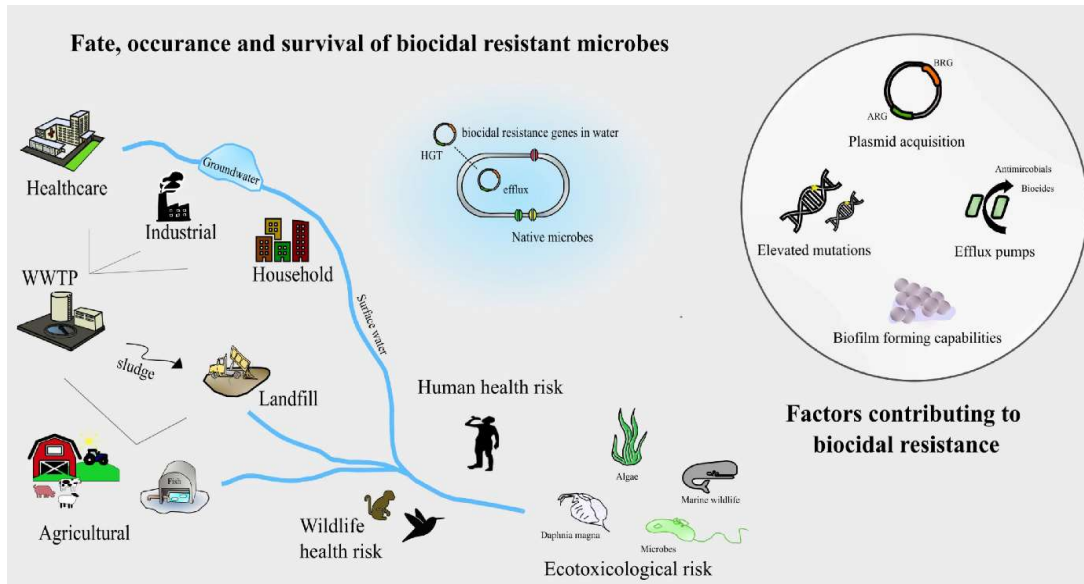 Fate, occurance and survival of biocidal resistant microbes
Healthcare
Industrial
Groundwater
Household
WWTP
sludge
Landfill
Surface water
Agricultural
Fish
biocidal resistance genes in water
HGT
efflux
Native microbes
Human health risk
Wildlife
health risk
Algae
Marine wildlife
Daphnia magna
Microbes
Ecotoxicological risk
BRG
ARG
Plasmid acquisition
Elevated mutations
Antimircobials
Biocides
Efflux pumps
Biofilm forming capabilities
Factors contributing to
biocidal resistance